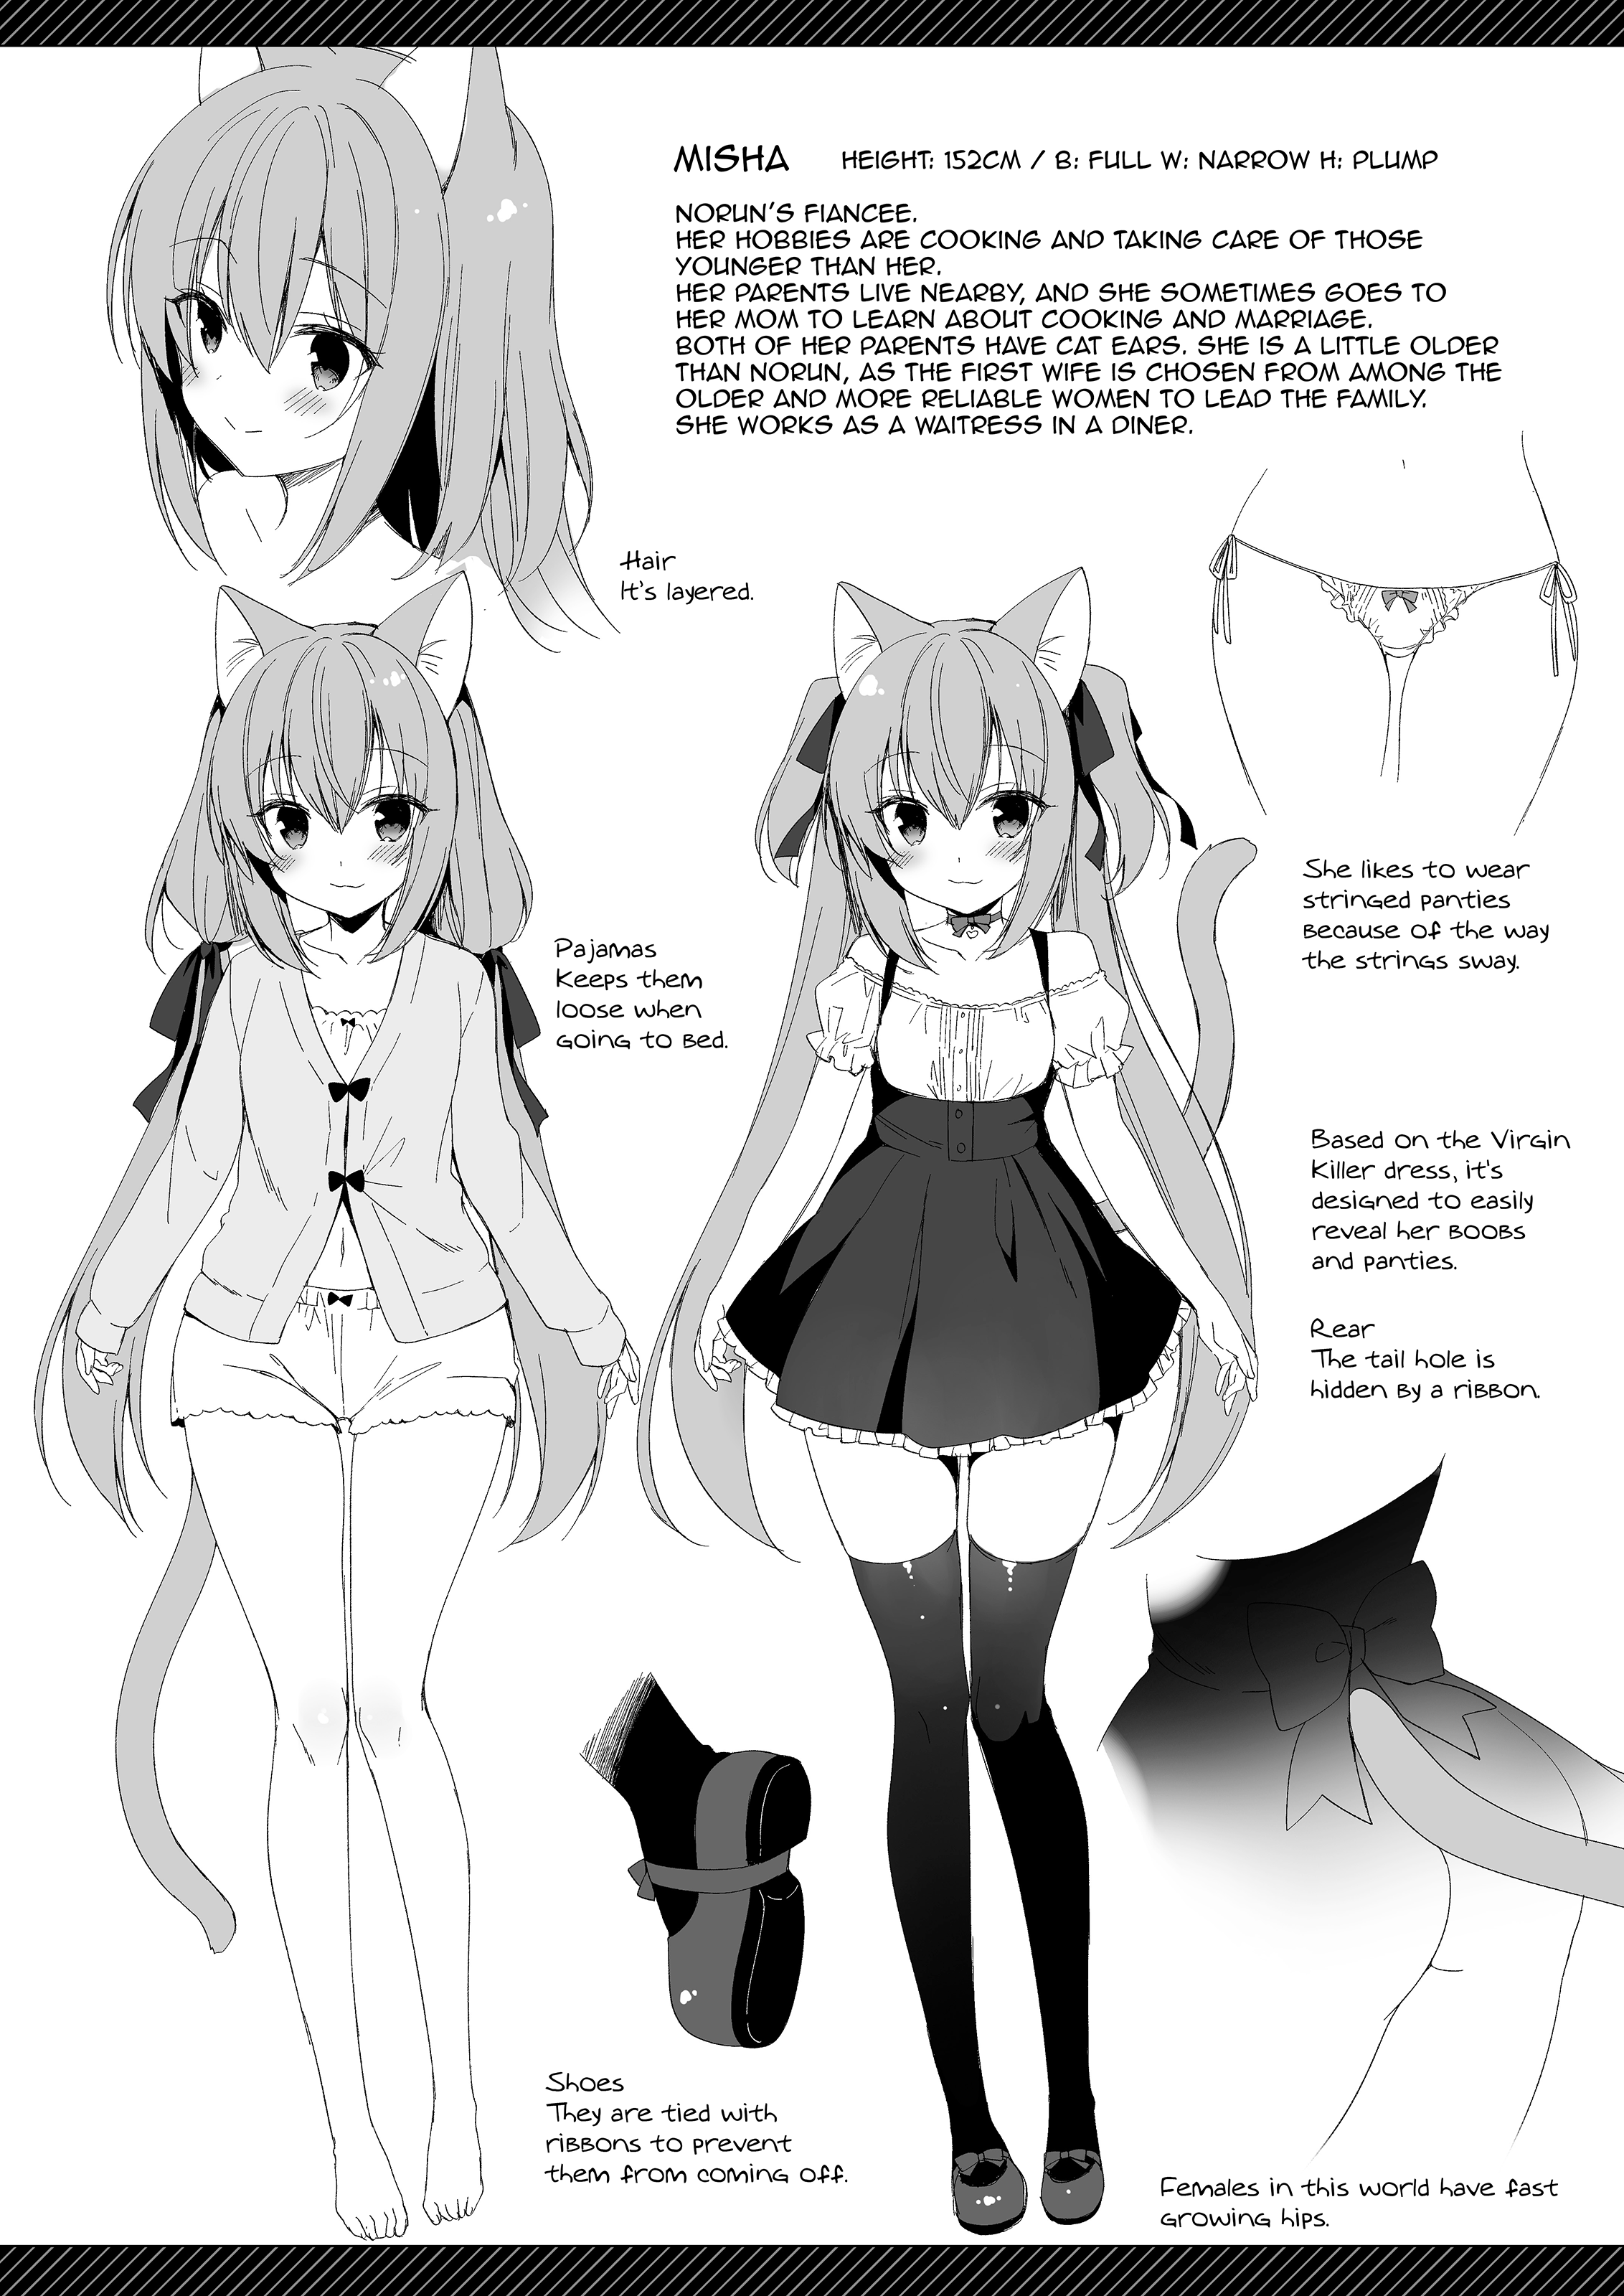 MISHA HEIGHT: 152CM / B: FULL W: NARROW H: PLUMP
NORUN'S FIANCEE.
HER HOBBIES ARE COOKING AND TAKING CARE OF THOSE
YOUNGER THAN HER.
HER PARENTS LIVE NEARBY, AND SHE SOMETIMES GOES TO
HER MOM TO LEARN ABOUT COOKING AND MARRIAGE.
BOTH OF HER PARENTS HAVE CAT EARS. SHE IS A LITTLE OLDER
THAN NORUN, AS THE FIRST WIFE IS CHOSEN FROM AMONG THE
OLDER AND MORE RELIABLE WOMEN TO LEAD THE FAMILY.
SHE WORKS AS A WAITRESS IN A DINER.
Hair
It's layered.
She likes to wear
stringed panties
because of the way
the strings sway.
Pajamas
Keeps them
loose when
going to bed.
Based on the Virgin
Killer dress, it's
designed to easily
reveal her boobs
and panties.
Rear
The tail hole is
hidden by a ribbon.
Shoes
They are tied with
ribbons to prevent
them from coming off.
Females in this world have fast
growing hips.